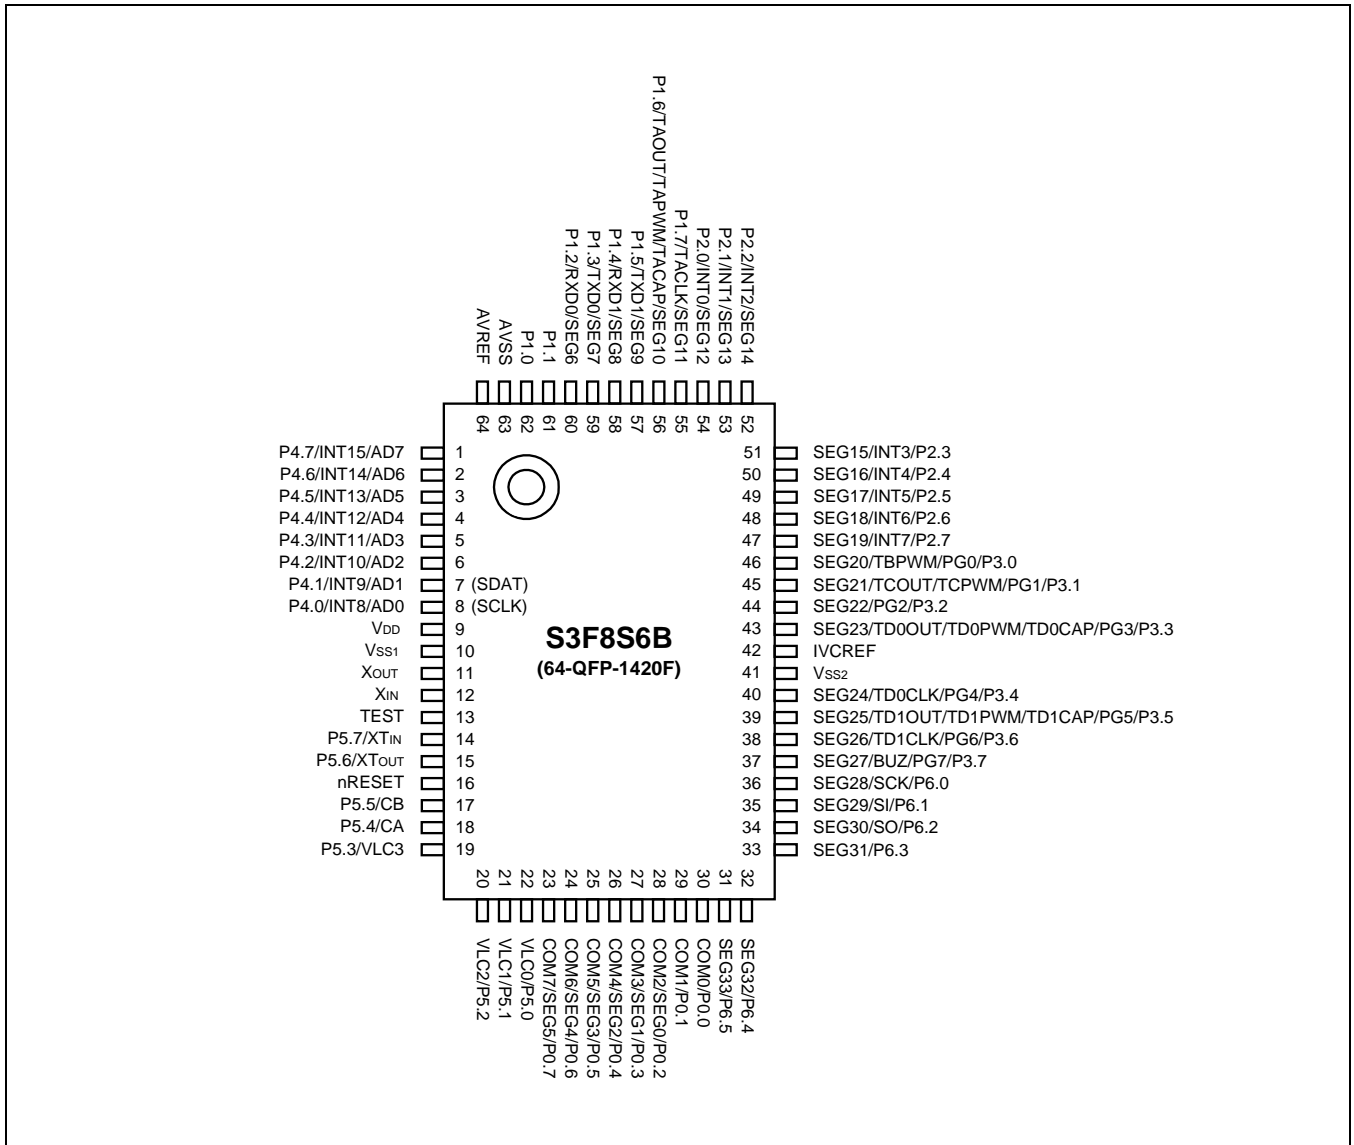 P1.6/TAOUT/TAPWM/TACAP/SEG10
P1.7/TACLK/SEG11
P2.0/INT0/SEG12
P2.1/INT1/SEG13
P2.2/INT2/SEG14
P1.5/TXD1/SEG9
P1.4/RXD1/SEG8
P1.3/TXD0/SEG7
P1.2/RXD0/SEG6
P1.1
P1.0
AVSS
AVREF
64
63
62
61
60
59
58
57
56
55
54
53
52
P4.7/INT15/AD7 1
P4.6/INT14/AD6 2
P4.5/INT13/AD5 3
P4.4/INT12/AD4 4
P4.3/INT11/AD3 5
P4.2/INT10/AD2 6
P4.1/INT9/AD1 7 (SDAT)
P4.0/INT8/AD0 8 (SCLK)
VDD 9
VSS1 10
XOUT 11
XIN 12
TEST 13
P5.7/XTIN 14
P5.6/XTOUT 15
nRESET 16
P5.5/CB 17
P5.4/CA 18
P5.3/VLC3 19
S3F8S6B
(64-QFP-1420F)
51 SEG15/INT3/P2.3
50 SEG16/INT4/P2.4
49 SEG17/INT5/P2.5
48 SEG18/INT6/P2.6
47 SEG19/INT7/P2.7
46 SEG20/TBPWM/PG0/P3.0
45 SEG21/TCOUT/TCPWM/PG1/P3.1
44 SEG22/PG2/P3.2
43 SEG23/TD0OUT/TD0PWM/TD0CAP/PG3/P3.3
42 IVCREF
41 VSS2
40 SEG24/TD0CLK/PG4/P3.4
39 SEG25/TD1OUT/TD1PWM/TD1CAP/PG5/P3.5
38 SEG26/TD1CLK/PG6/P3.6
37 SEG27/BUZ/PG7/P3.7
36 SEG28/SCK/P6.0
35 SEG29/SI/P6.1
34 SEG30/SO/P6.2
33 SEG31/P6.3
20
21
22
23
24
25
26
27
28
29
30
31
32
VLC2/P5.2
VLC1/P5.1
VLC0/P5.0
COM7/SEG5/P0.7
COM6/SEG4/P0.6
COM5/SEG3/P0.5
COM4/SEG2/P0.4
COM3/SEG1/P0.3
COM2/SEG0/P0.2
COM1/P0.1
COM0/P0.0
SEG33/P6.5
SEG32/P6.4